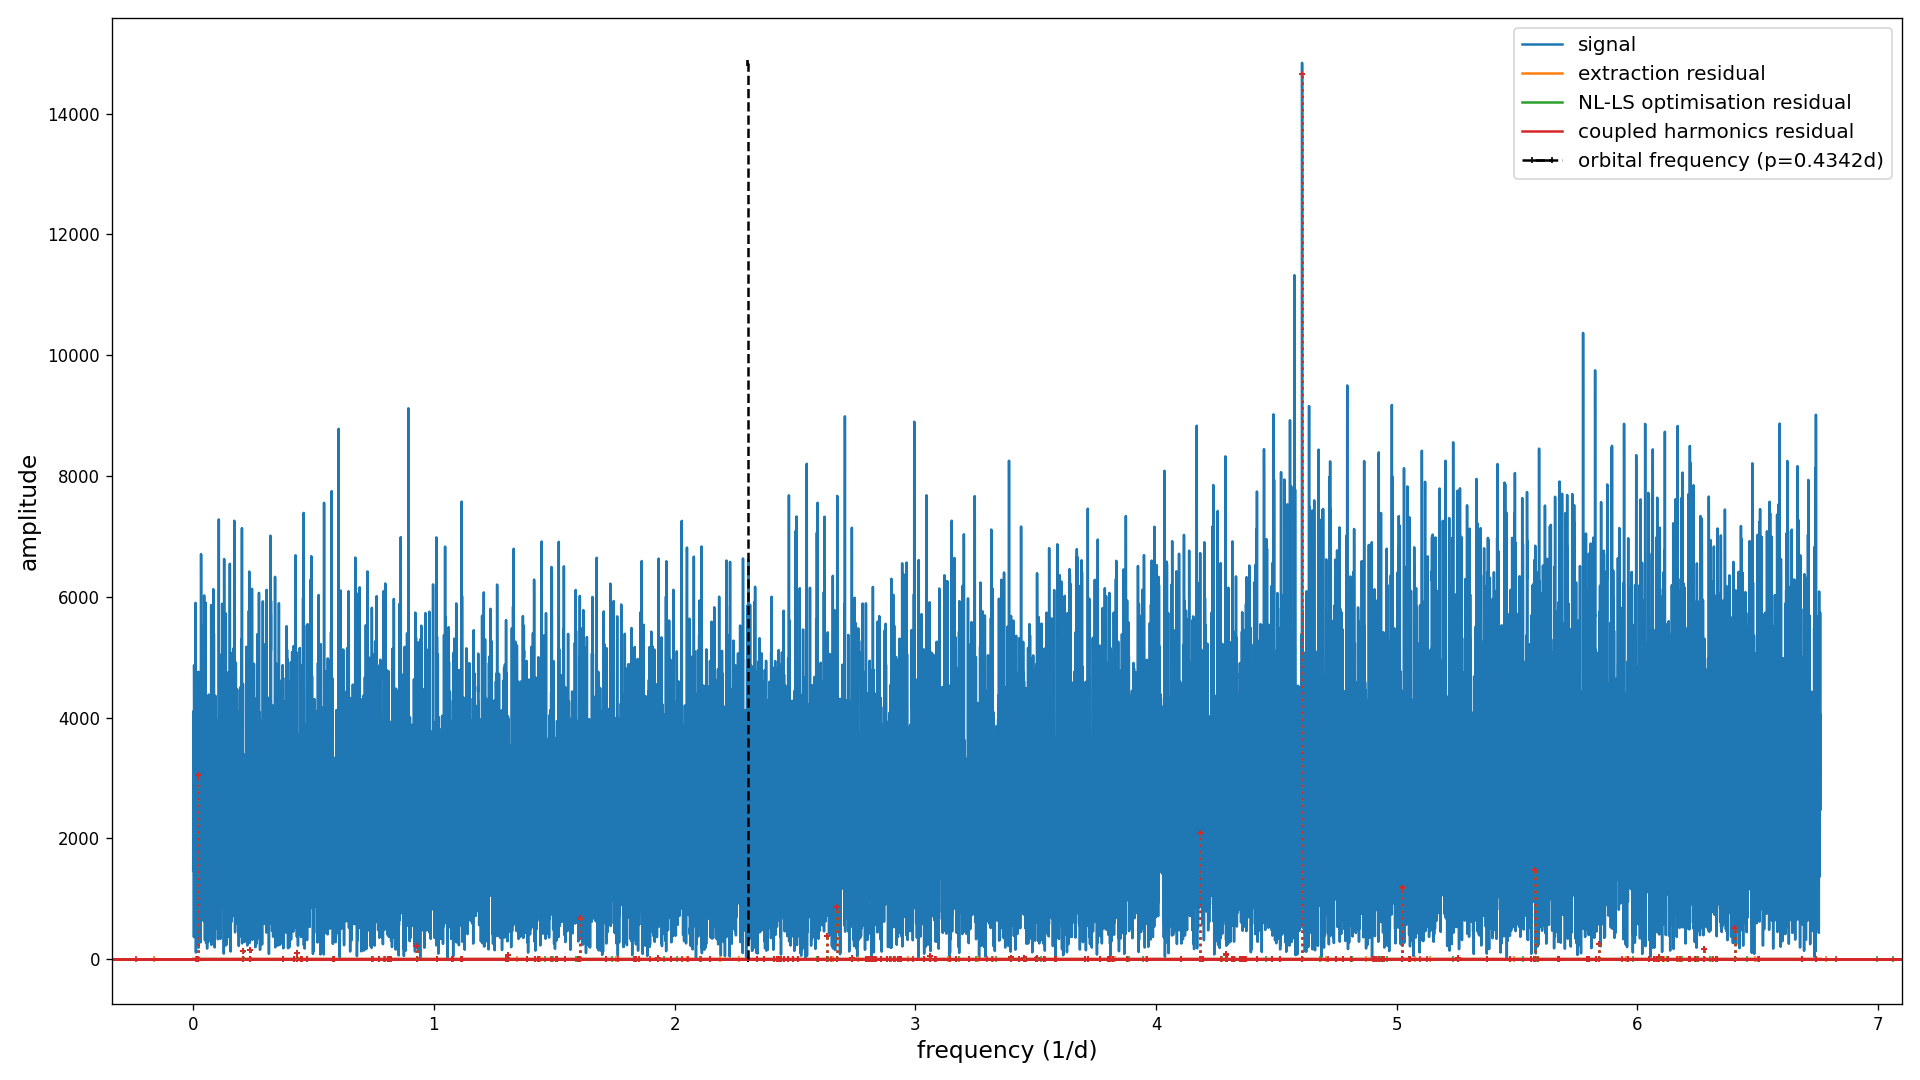 signal
extraction residual
NL-LS optimisation residual
coupled harmonics residual
orbital frequency (p=0.4342d)
14000
12000
10000
8000
6000
4000
2000
0
amplitude
0 1 2 3 4 5 6 7
frequency (1/d)